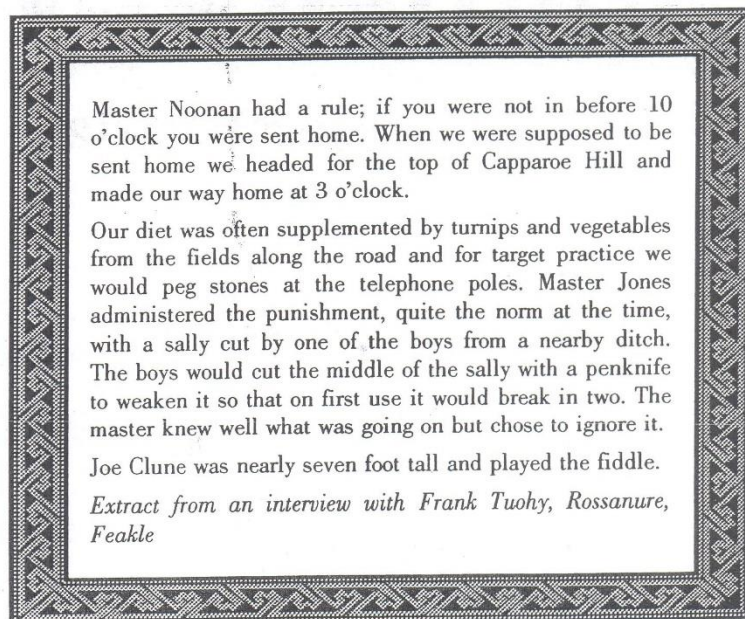 Master Noonan had a rule; if you were not in before 10
o'clock you were sent home. When we were supposed to be
sent home we headed for the top of Capparoe Hill and
made our way home at 3 o'clock.
Our diet was often supplemented by turnips and vegetables
from the fields along the road and for target practice we
would peg stones at the telephone poles. Master Jones
administered the punishment, quite the norm at the time,
with a sally cut by one of the boys from a nearby ditch.
The boys would cut the middle of the sally with a penknife
to weaken it so that on first use it would break in two. The
master knew well what was going on but chose to ignore it.
Joe Clune was nearly seven foot tall and played the fiddle.
Extract from an interview with Frank Tuohy, Rossanure,
Feakle